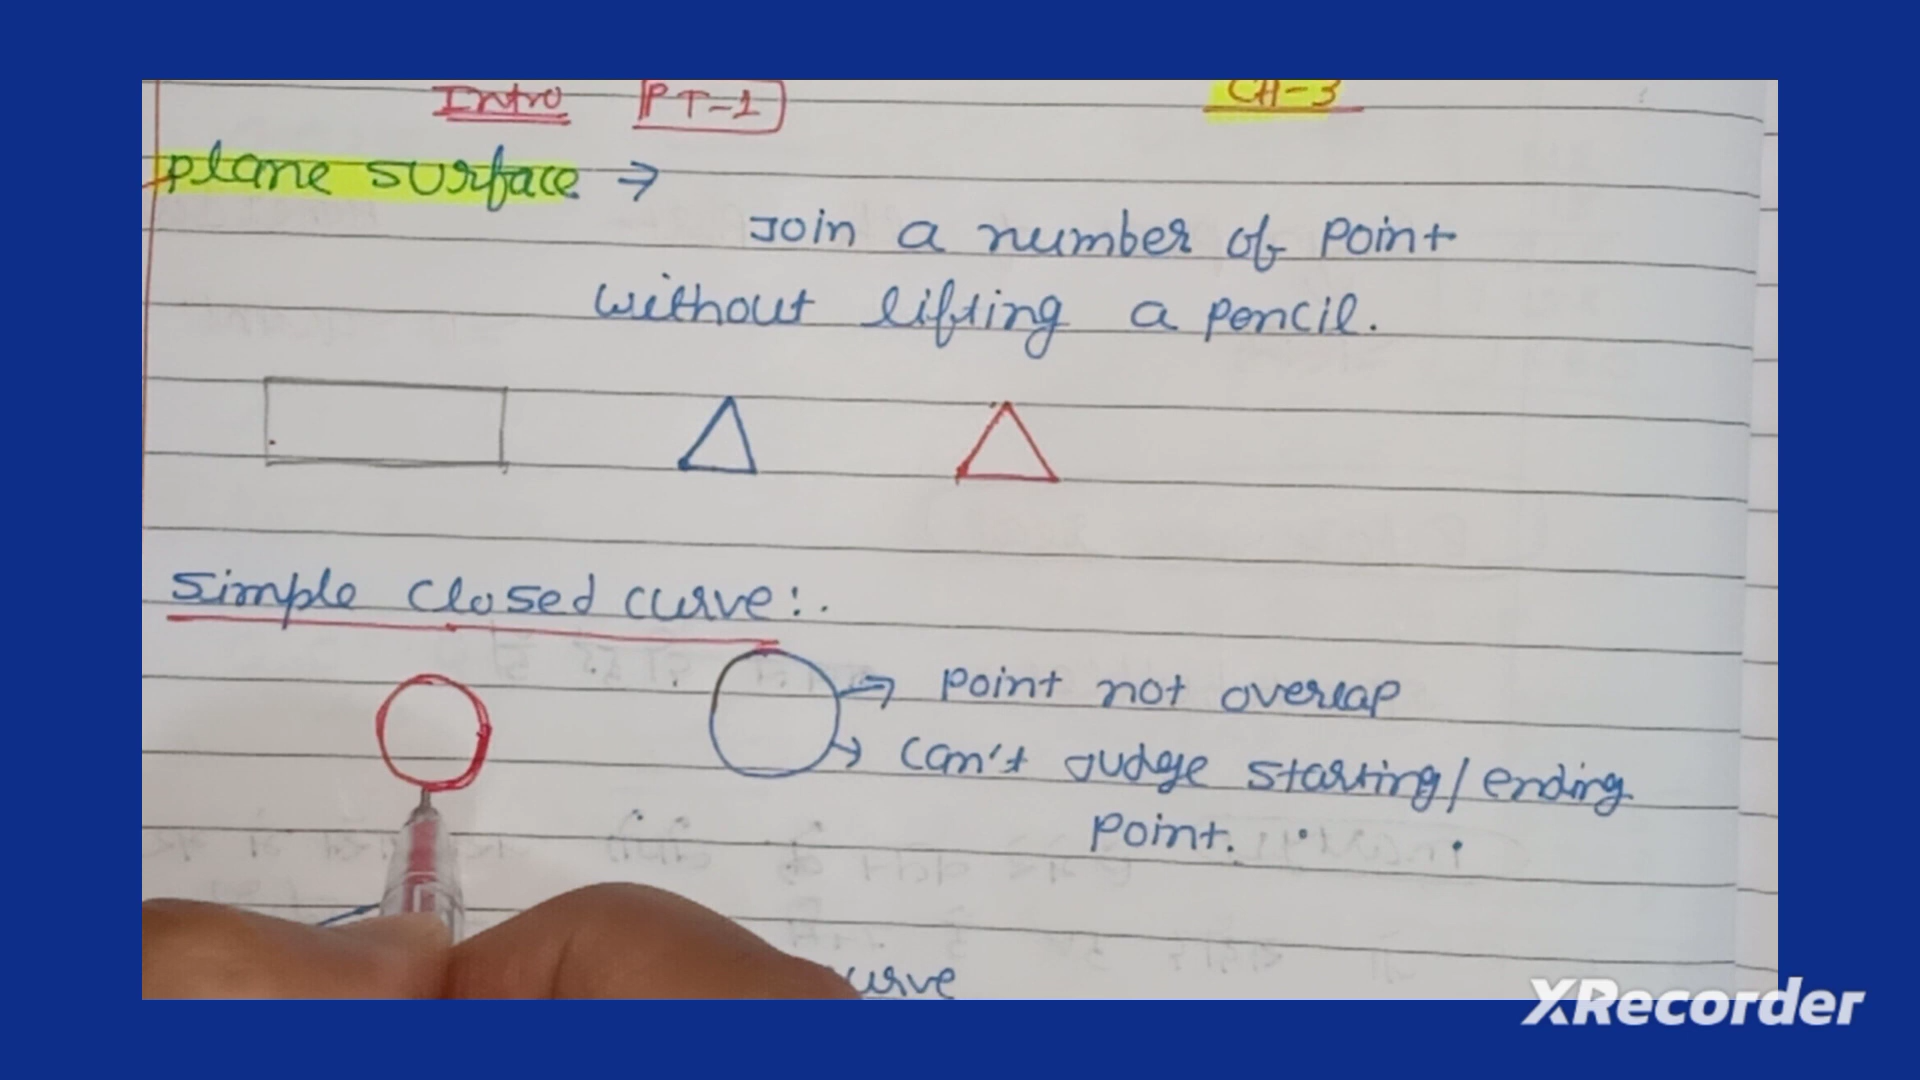 Intro PT-1 CH-3
plane surface →
Join a number of point
without lifting a pencil.
Simple closed curve:.
→ point not overlap
→ can't Judge starting/ending
point.
urve
XRecorder